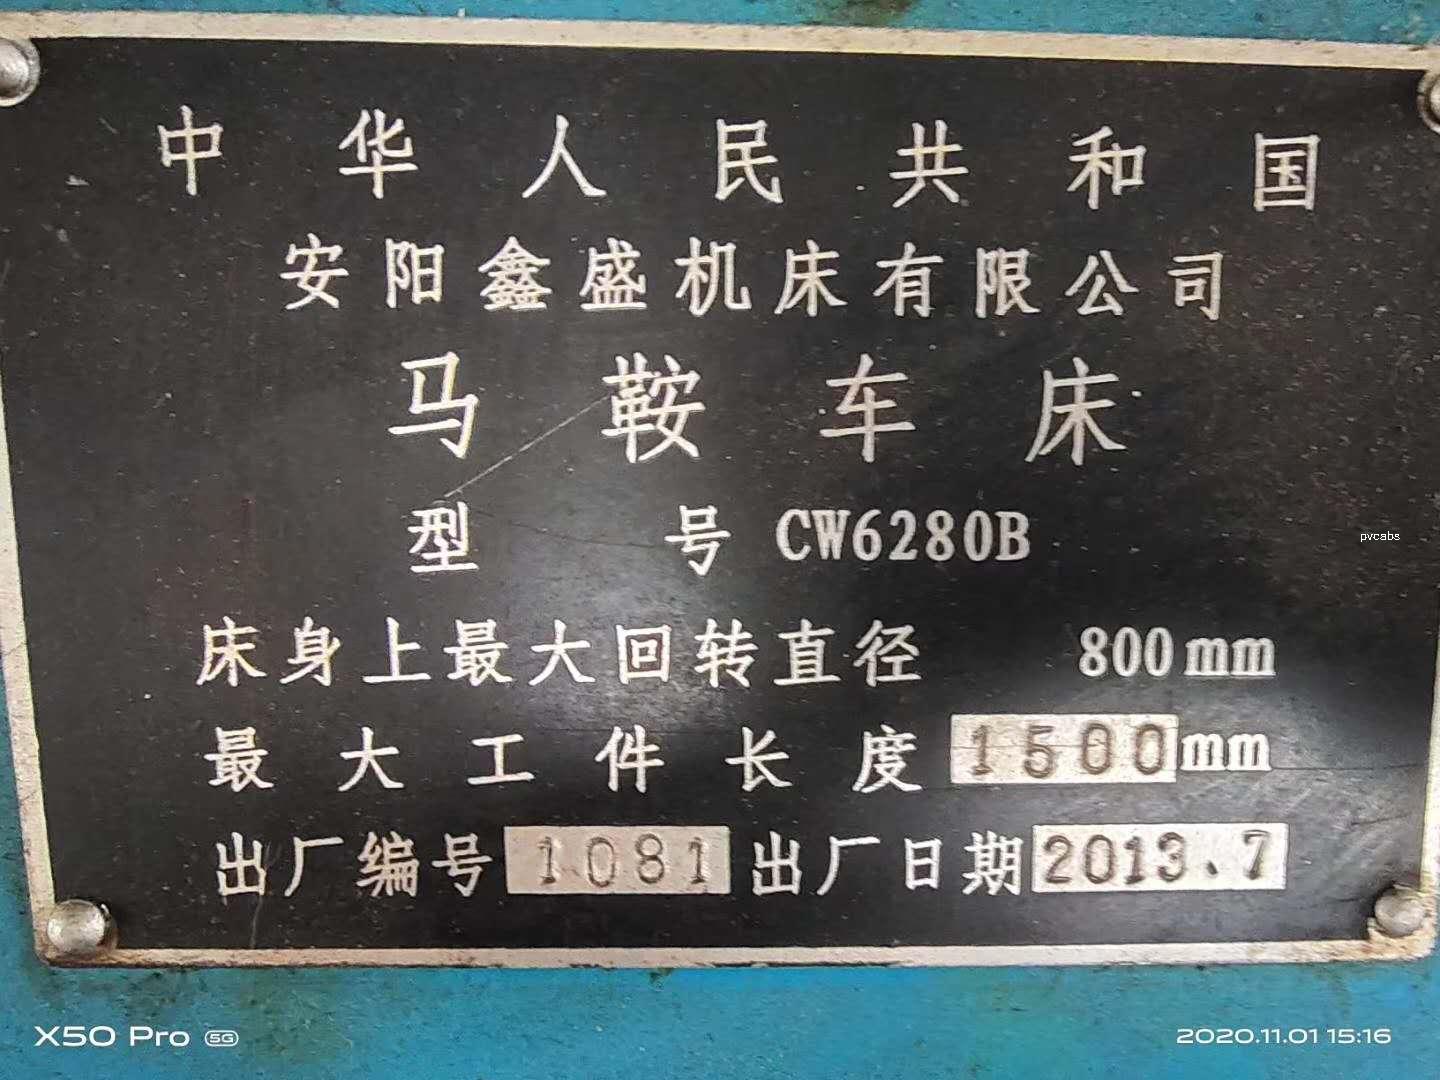 中华人民共和国
安阳鑫盛机床有限公司
马鞍车床
型号 CW6280B
pvcabs
床身上最大回转直径 800mm
最大工件长度 1500mm
出厂编号 1081 出厂日期 2013.7
X50 Pro 5G
2020.11.01 15:16